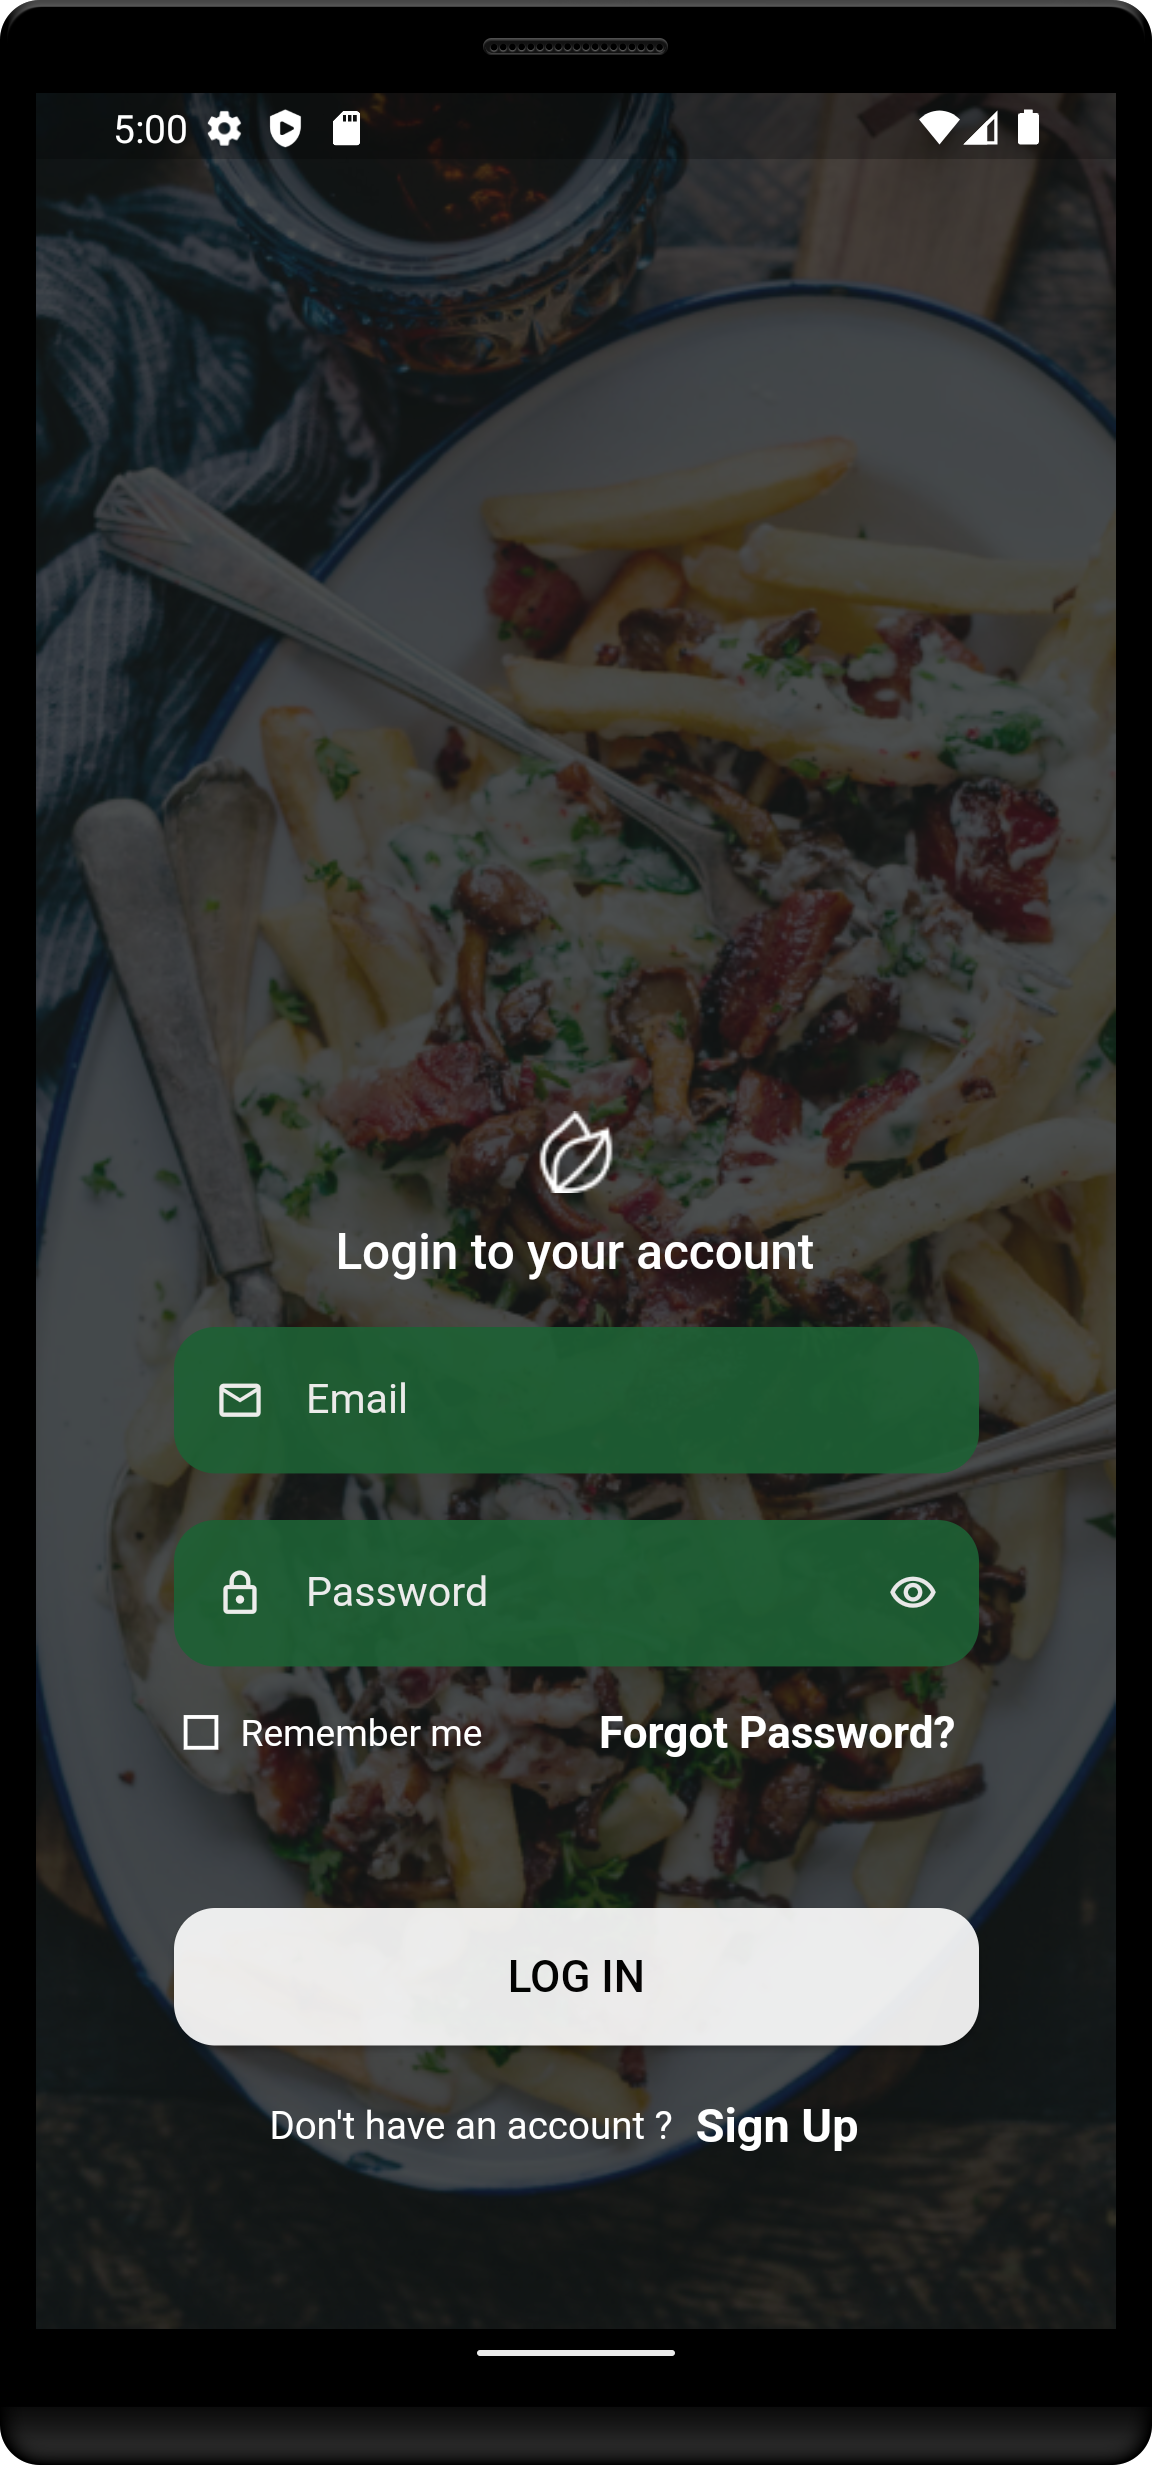 5:00
Login to your account
Email
Password
Remember me Forgot Password?
LOG IN
Don't have an account ? Sign Up